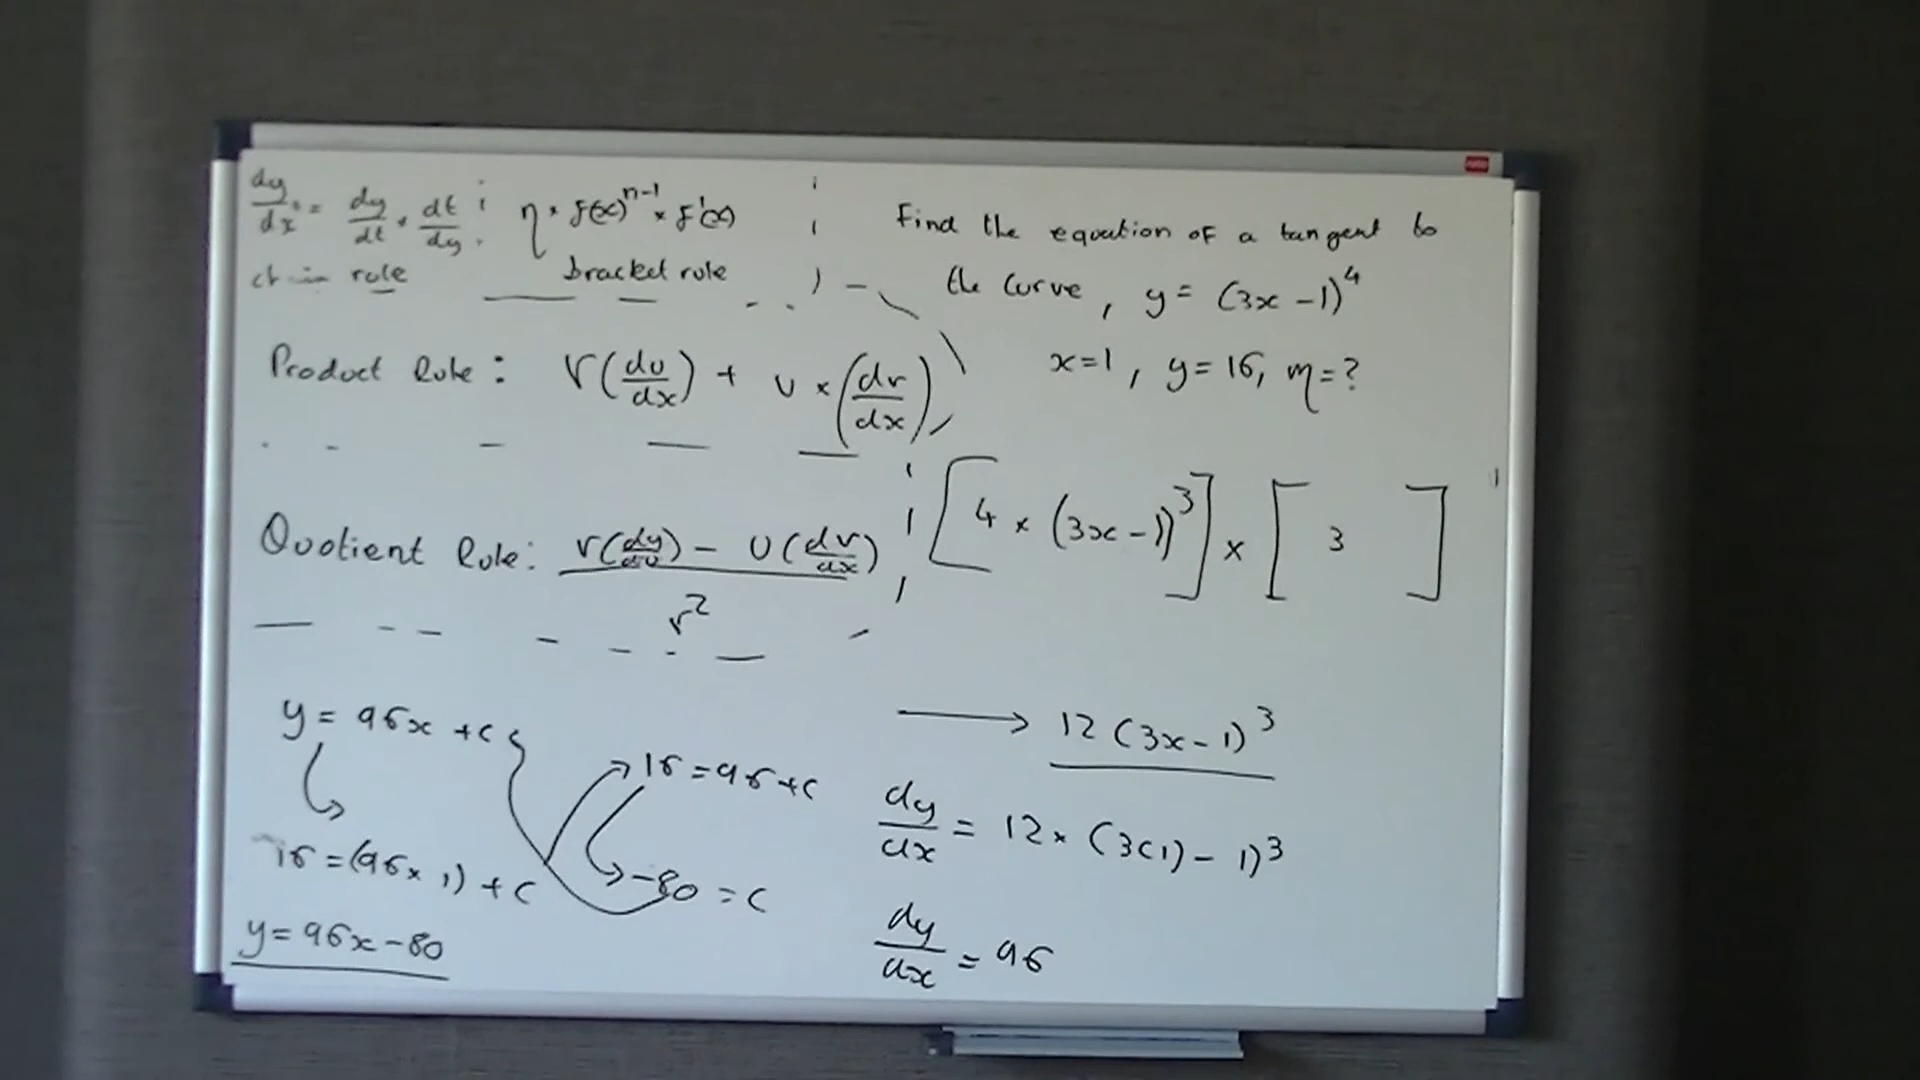 dy/dx = dy/dt × dt/dy
chain rule
n × f(x)^n-1 × f'(x)
bracket rule
Product Rule: V(du/dx) + U × (dv/dx)
Quotient Rule: v(dy/du) - U(dv/dx) / v^2
y = 96x + c
16 = (96 × 1) + c
16 = 96 + c
-80 = c
y = 96x - 80
Find the equation of a tangent to
the curve, y = (3x - 1)^4
x=1, y=16, m=?
[4 × (3x - 1)^3] × [3]
→ 12(3x - 1)^3
dy/dx = 12 × (3(1) - 1)^3
dy/dx = 96